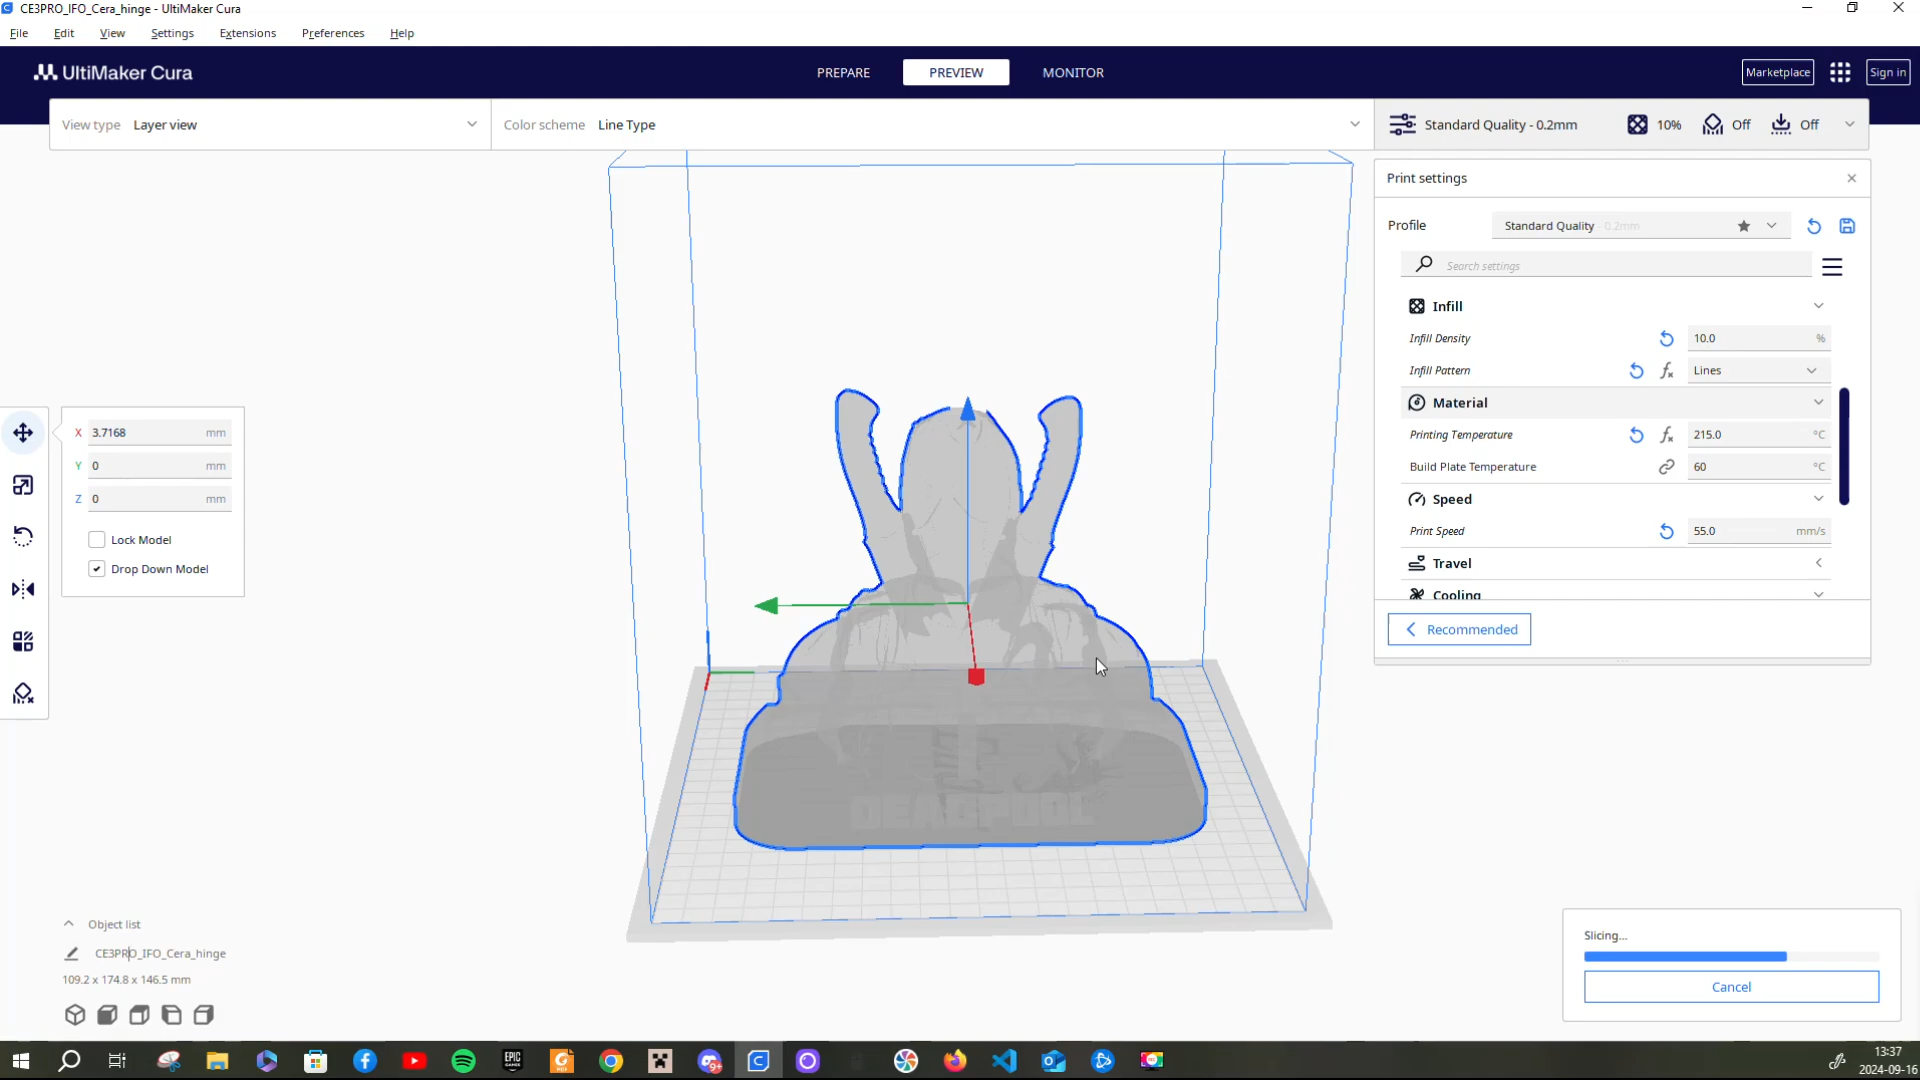 CE3PRO_IFO_Cera_hinge - UltiMaker Cura
File Edit View Settings Extensions Preferences Help
UltiMaker Cura
PREPARE PREVIEW MONITOR
Marketplace Sign in
View type Layer view
Color scheme Line Type
Standard Quality - 0.2mm 10% Off Off
Print settings
Profile Standard Quality - 0.2mm
Search settings
Infill
Infill Density 10.0 %
Infill Pattern Lines
Material
Printing Temperature 215.0 °C
Build Plate Temperature 60 °C
Speed
Print Speed 55.0 mm/s
Travel
Cooling
Recommended
X 3.7168 mm
Y 0 mm
Z 0 mm
Lock Model
Drop Down Model
DEADPOOL
Object list
CE3PRO_IFO_Cera_hinge
109.2 x 174.8 x 146.5 mm
Slicing...
Cancel
EPIC GAMES
9+
13:37
2024-09-16